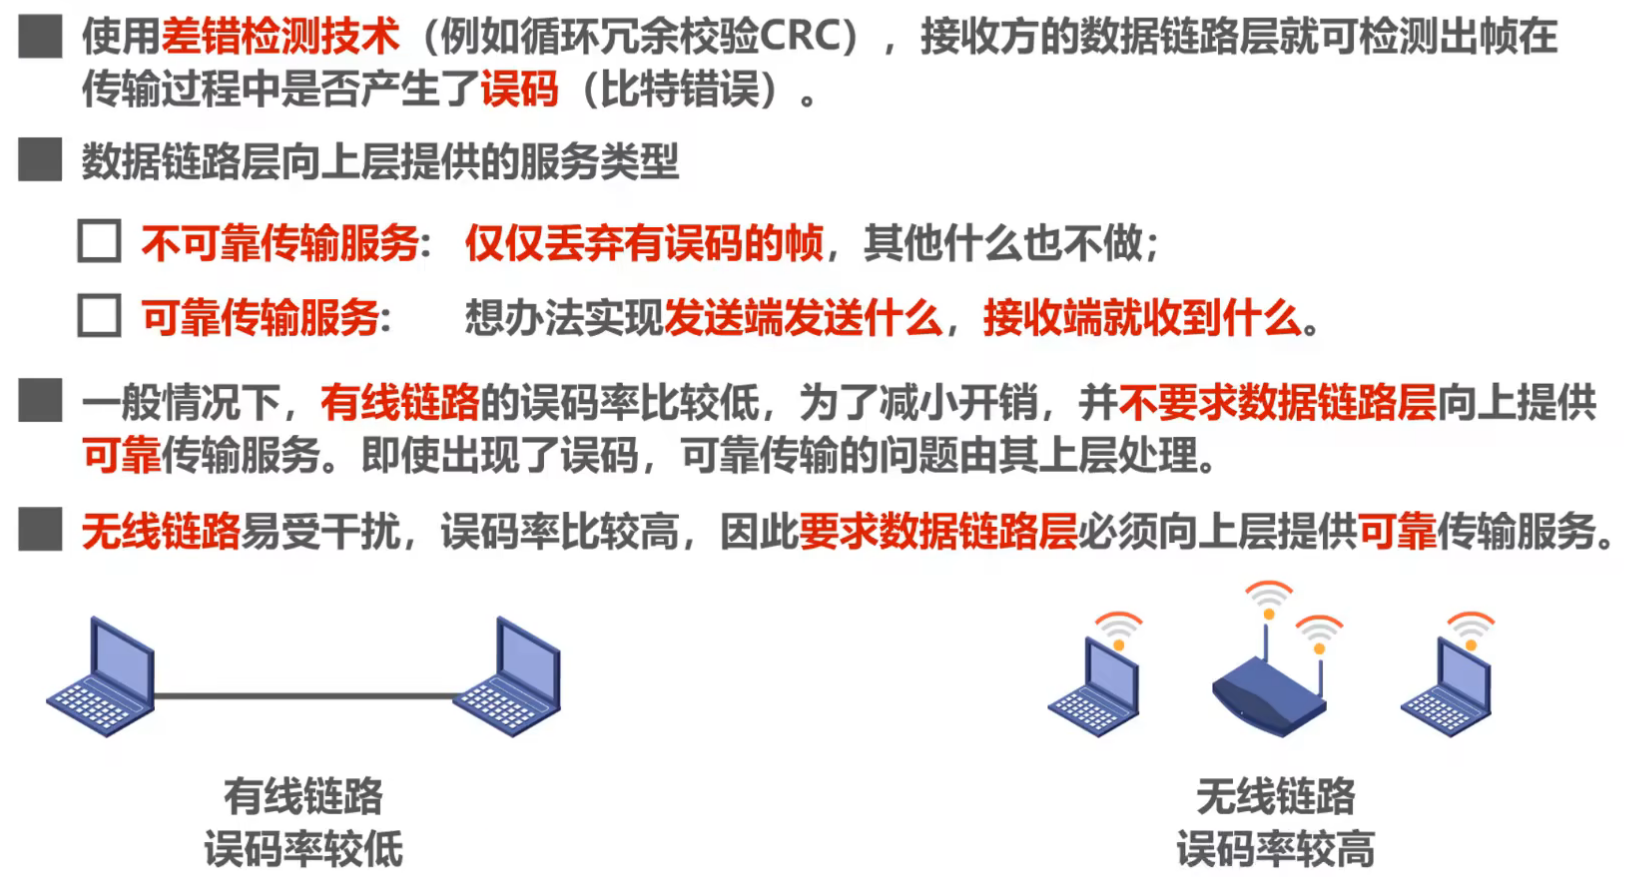 使用差错检测技术（例如循环冗余校验CRC），接收方的数据链路层就可检测出帧在
传输过程中是否产生了误码（比特错误）。
数据链路层向上层提供的服务类型
不可靠传输服务：仅仅丢弃有误码的帧，其他什么也不做；
可靠传输服务：想办法实现发送端发送什么，接收端就收到什么。
一般情况下，有线链路的误码率比较低，为了减小开销，并不要求数据链路层向上提供
可靠传输服务。即使出现了误码，可靠传输的问题由其上层处理。
无线链路易受干扰，误码率比较高，因此要求数据链路层必须向上层提供可靠传输服务。
有线链路
误码率较低
无线链路
误码率较高